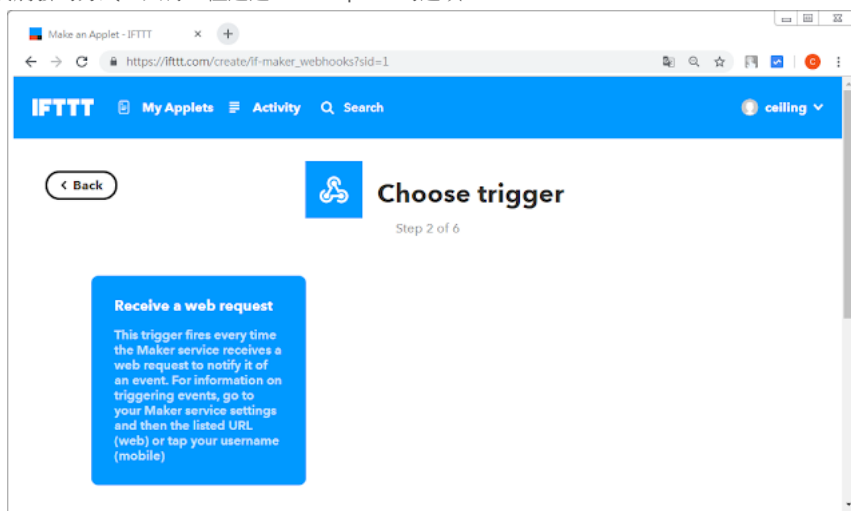 Make an Applet - IFTTT
https://ifttt.com/create/if-maker_webhooks?sid=1
C
IFTTT My Applets Activity Search ceiling
Back
Choose trigger
Step 2 of 6
Receive a web request
This trigger fires every time
the Maker service receives a
web request to notify it of
an event. For information on
triggering events, go to
your Maker service settings
and then the listed URL
(web) or tap your username
(mobile)